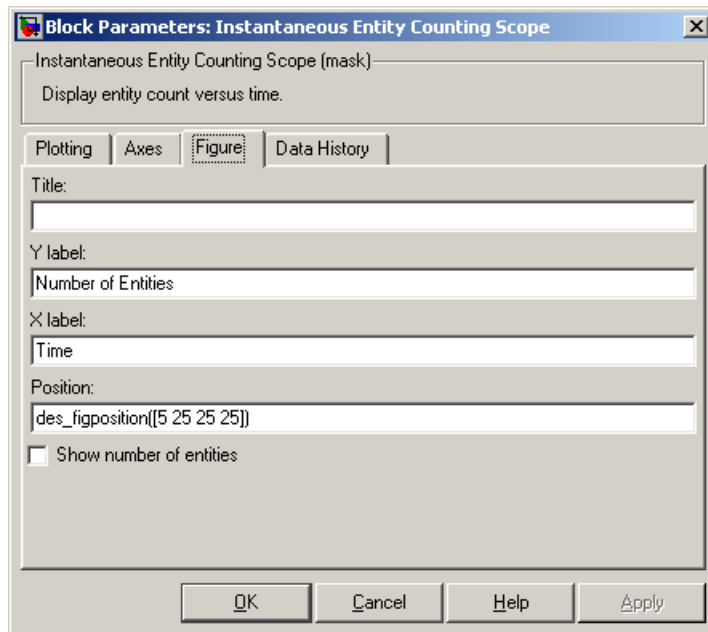 Block Parameters: Instantaneous Entity Counting Scope
Instantaneous Entity Counting Scope (mask)
Display entity count versus time.
Plotting Axes Figure Data History
Title:
Y label:
Number of Entities
X label:
Time
Position:
des_figposition([5 25 25 25])
Show number of entities
OK Cancel Help Apply